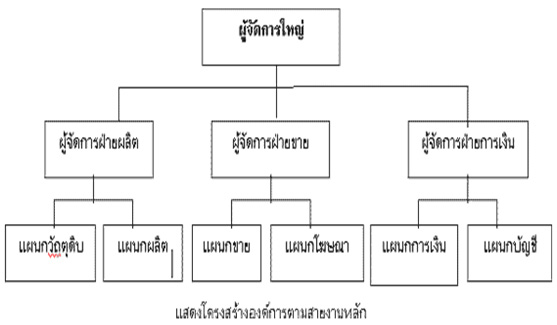 ผู้จัดการใหญ่
ผู้จัดการฝ่ายผลิต
ผู้จัดการฝ่ายขาย
ผู้จัดการฝ่ายการเงิน
แผนกวัถตุดิบ
แผนกผลิต
แผนกขาย
แผนกโฆษณา
แผนกการเงิน
แผนกบัญชี
แสดงโครงสร้างองค์การตามสายงานหลัก